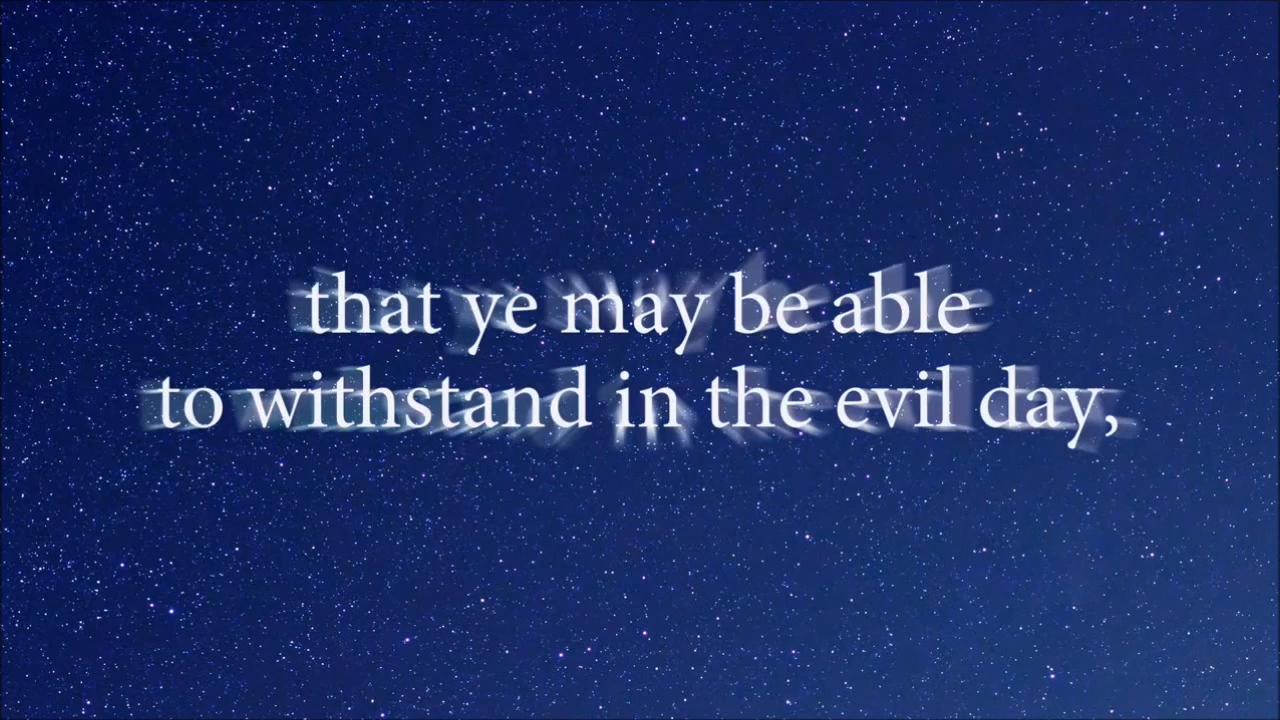 that ye may be able
to withstand in the evil day,